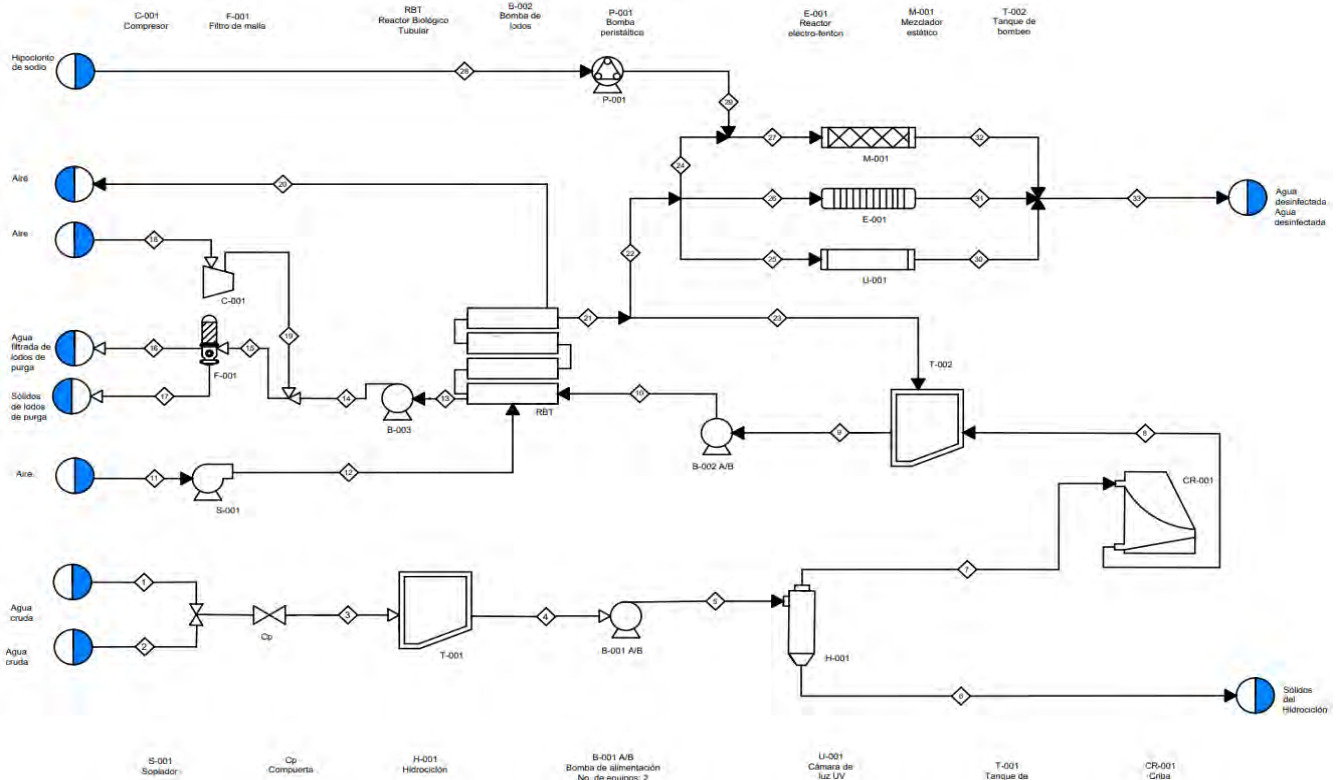 C-001
Compresor
F-001
Filtro de malla
RBT
Reactor Biológico
Tubular
B-002
Bomba de
lodos
P-001
Bomba
peristáltica
E-001
Reactor
electro-fenton
M-001
Mezclador
estático
T-002
Tanque de
bombeo
Hipoclorito
de sodio
28
P-001
29
27
M-001
32
24
Aire
20
26
E-001
31
33
Agua
desinfectada
Agua
desinfectada
Aire
18
22
25
U-001
30
C-001
19
21
23
Agua
filtrada de
lodos de
purga
16
15
F-001
T-002
Sólidos
de lodos
de purga
17
14
13
B-003
RBT
10
9
8
B-002 A/B
Aire
11
12
S-001
CR-001
7
1
Agua
cruda
3
4
5
Cp
2
Agua
cruda
T-001
B-001 A/B
H-001
6
Sólidos
del
Hidrociclón
S-001
Soplador
Cp
Compuerta
H-001
Hidrociclón
B-001 A/B
Bomba de alimentación
No. de equipos: 2
U-001
Cámara de
luz UV
T-001
Tanque de
CR-001
Criba